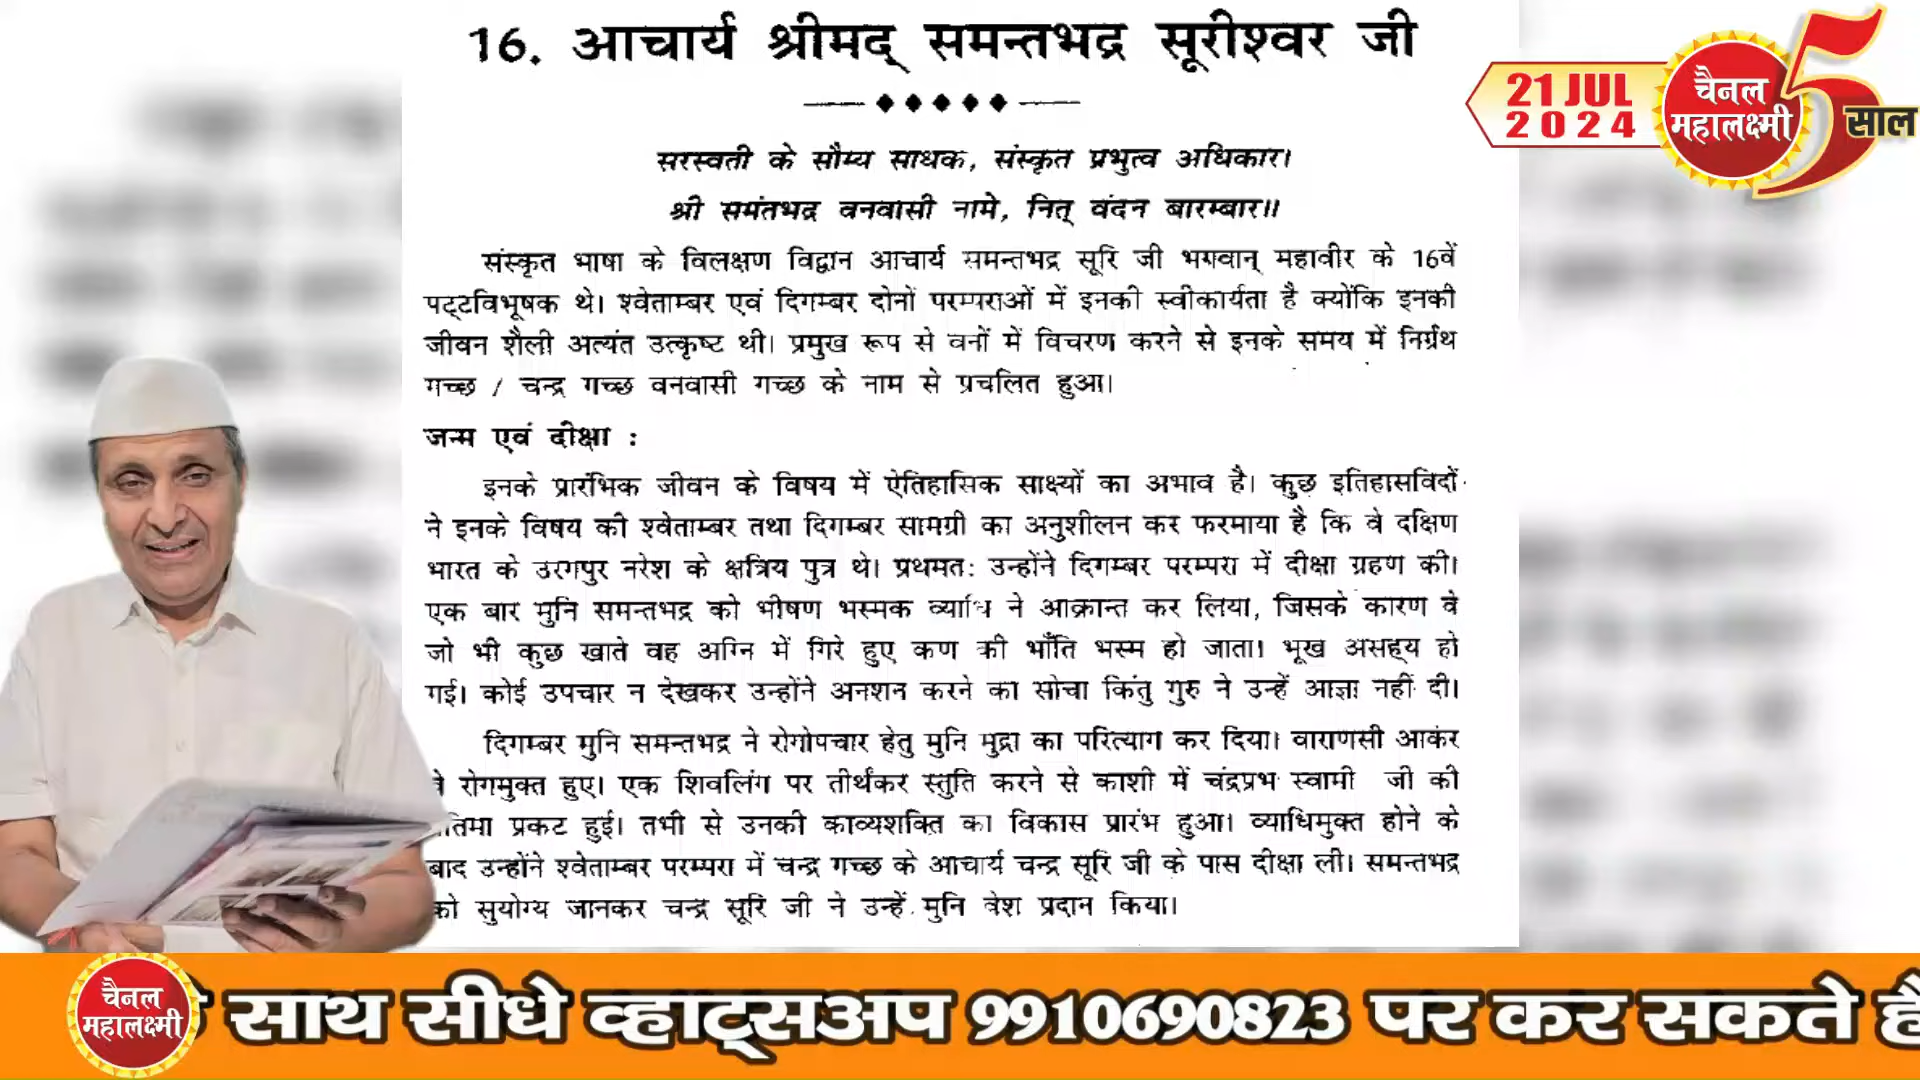 16. आचार्य श्रीमद् समन्तभद्र सूरीश्वर जी
सरस्वती के सौम्य साधक, संस्कृत प्रभुत्व अधिकार।
श्री समंतभद्र वनवासी नामे, नित् वंदन बारम्बार॥
संस्कृत भाषा के विलक्षण विद्वान आचार्य समन्तभद्र सूरि जी भगवान् महावीर के 16वें
पट्टविभूषक थे। श्वेताम्बर एवं दिगम्बर दोनों परम्पराओं में इनकी स्वीकार्यता है क्योंकि इनकी
जीवन शैली अत्यंत उत्कृष्ट थी। प्रमुख रूप से वनों में विचरण करने से इनके समय में निर्ग्रंथ
गच्छ / चन्द्र गच्छ वनवासी गच्छ के नाम से प्रचलित हुआ।
जन्म एवं दीक्षा :
इनके प्रारंभिक जीवन के विषय में ऐतिहासिक साक्ष्यों का अभाव है। कुछ इतिहासविदों
ने इनके विषय की श्वेताम्बर तथा दिगम्बर सामग्री का अनुशीलन कर फरमाया है कि वे दक्षिण
भारत के उरगपुर नरेश के क्षत्रिय पुत्र थे। प्रथमत: उन्होंने दिगम्बर परम्परा में दीक्षा ग्रहण की।
एक बार मुनि समन्तभद्र को भीषण भस्मक व्याधि ने आक्रान्त कर लिया, जिसके कारण वे
जो भी कुछ खाते वह अग्नि में गिरे हुए कण की भाँति भस्म हो जाता। भूख असह्य हो
गई। कोई उपचार न देखकर उन्होंने अनशन करने का सोचा किंतु गुरु ने उन्हें आज्ञा नहीं दी।
दिगम्बर मुनि समन्तभद्र ने रोगोपचार हेतु मुनि मुद्रा का परित्याग कर दिया। वाराणसी आकर
वे रोगमुक्त हुए। एक शिवलिंग पर तीर्थंकर स्तुति करने से काशी में चंद्रप्रभ स्वामी जी की
प्रतिमा प्रकट हुई। तभी से उनकी काव्यशक्ति का विकास प्रारंभ हुआ। व्याधिमुक्त होने के
बाद उन्होंने श्वेताम्बर परम्परा में चन्द्र गच्छ के आचार्य चन्द्र सूरि जी के पास दीक्षा ली। समन्तभद्र
को सुयोग्य जानकर चन्द्र सूरि जी ने उन्हें मुनि वेश प्रदान किया।
21 JUL
2024
चैनल
महालक्ष्मी
5
साल
चैनल
महालक्ष्मी
साथ सीधे व्हाट्सअप 9910690823 पर कर सकते है